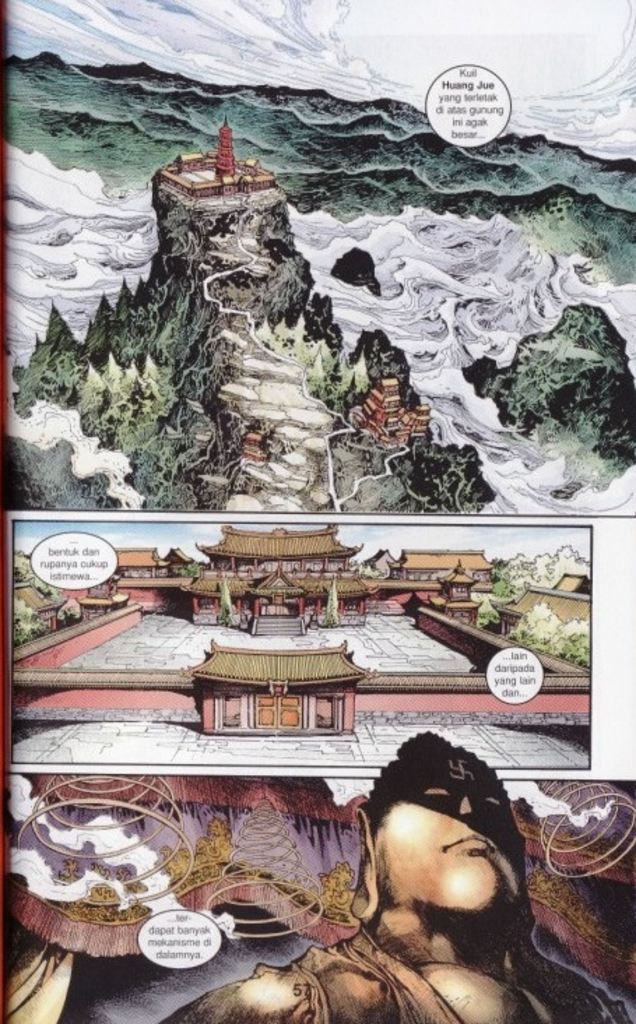 Kuil
Huang Jue
yang terletak
di atas gunung
ini agak
besar...
...
bentuk dan
rupanya cukup
istimewa...
...lain
daripada
yang lain
dan...
...ter-
dapat banyak
mekanisme di
dalamnya.
57